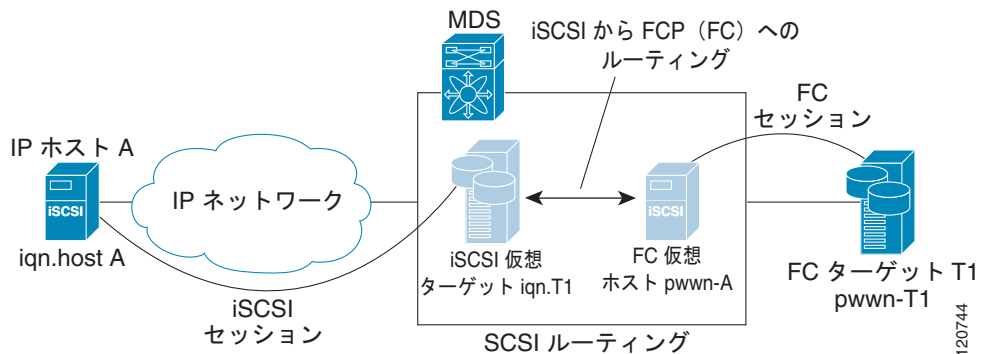 MDS
iSCSI から FCP（FC）への
ルーティング
FC
セッション
IP ホスト A
iSCSI
iqn.host A
IP ネットワーク
iSCSI
セッション
iSCSI 仮想
ターゲット iqn.T1
iSCSI
FC 仮想
ホスト pwwn-A
FC ターゲット T1
pwwn-T1
SCSI ルーティング
120744